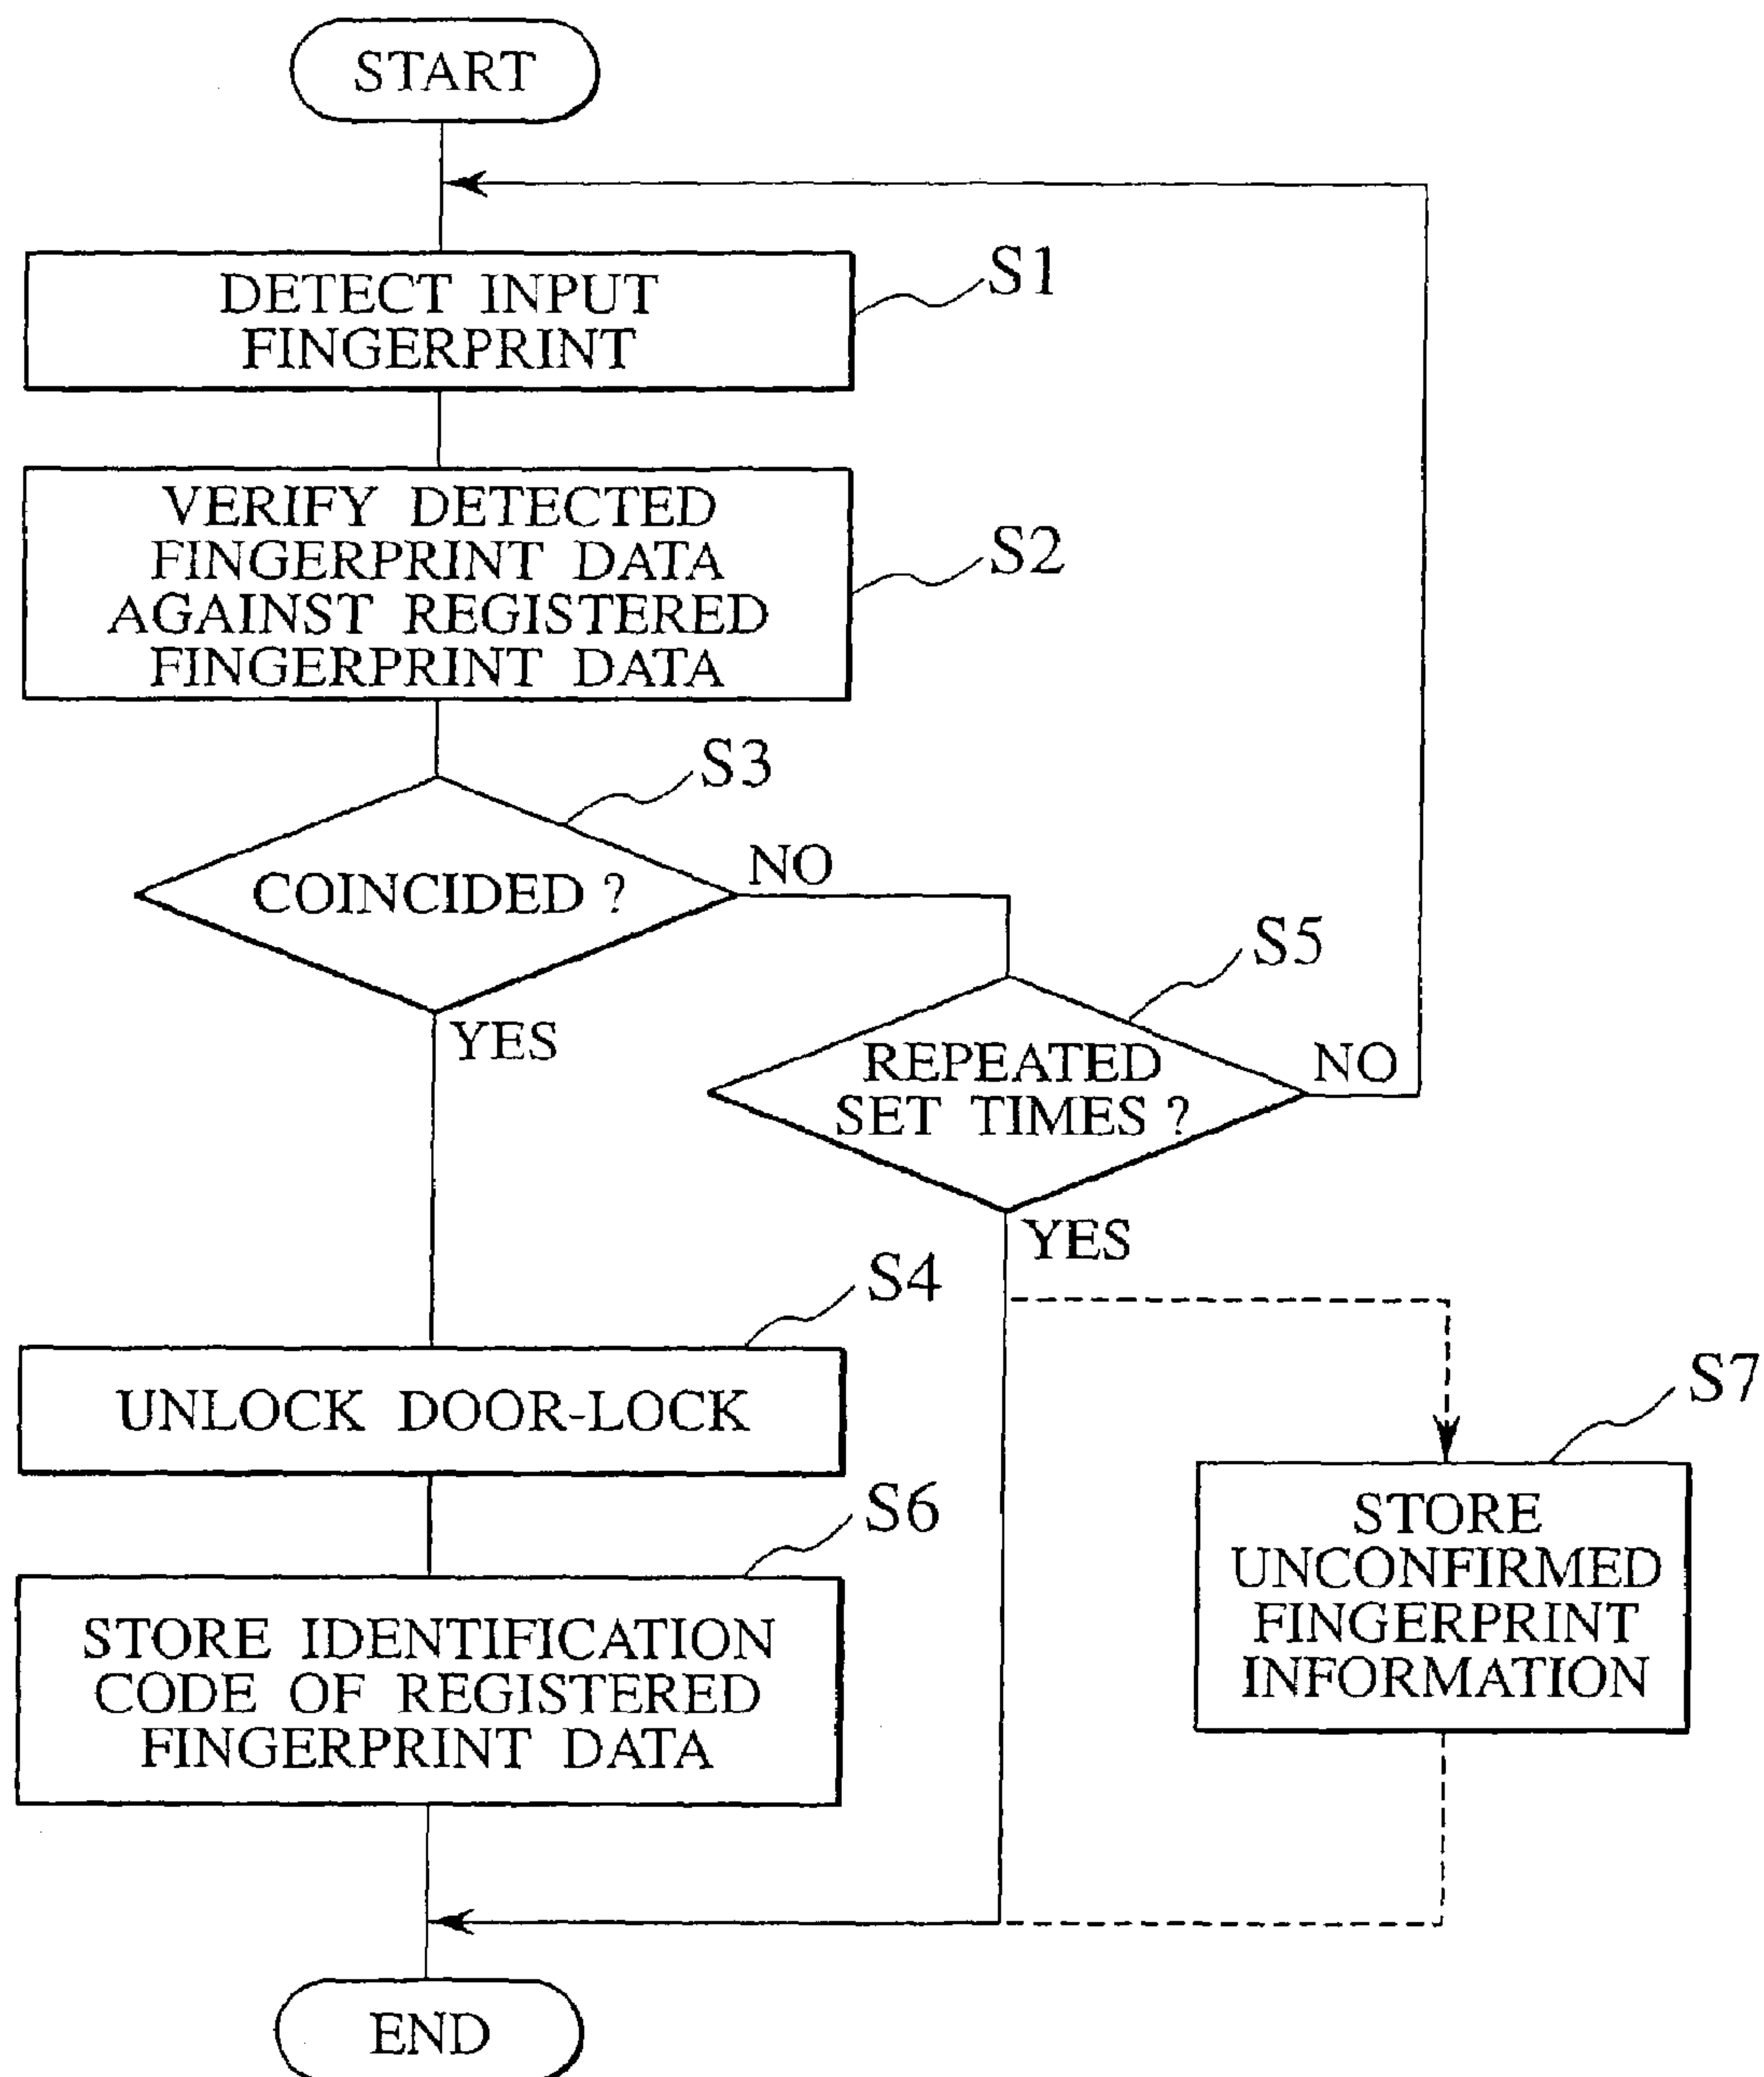 START
DETECT INPUT
FINGERPRINT
S1
VERIFY DETECTED
FINGERPRINT DATA
AGAINST REGISTERED
FINGERPRINT DATA
S2
S3
COINCIDED ?
NO
YES
S5
REPEATED
SET TIMES ?
NO
YES
S4
UNLOCK DOOR-LOCK
S7
STORE
UNCONFIRMED
FINGERPRINT
INFORMATION
S6
STORE IDENTIFICATION
CODE OF REGISTERED
FINGERPRINT DATA
END